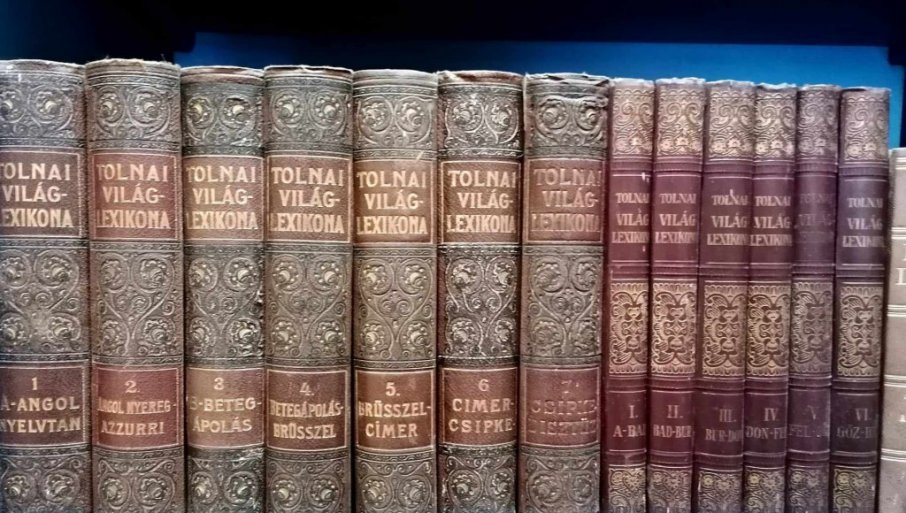 TOLNAI
VILÁG-
LEXIKONA
1
A-ANGOL
NYELVTAN
TOLNAI
VILÁG-
LEXIKONA
2.
ANGOL NYEREG-
AZZURRI
TOLNAI
VILÁG-
LEXIKONA
3
B-BETEG-
ÁPOLÁS
TOLNAI
VILÁG-
LEXIKONA
4.
BETEGÁPOLÁS-
BRÜSSZEL
TOLNAI
VILÁG-
LEXIKONA
5.
BRÜSSZEL-
CÍMER
TOLNAI
VILÁG-
LEXIKONA
6
CIMER-
CSIPKE
TOLNAI
VILÁG-
LEXIKONA
7.
CSIPKE
TOLNAI
VILÁG
LEXIKONA
I.
TOLNAI
VILÁG
LEXIKONA
II.
TOLNAI
VILÁG
LEXIKONA
III.
TOLNAI
VILÁG
LEXIKONA
IV
TOLNAI
VILÁG
V.
TOLNAI
VILÁG
LEXIKONA
VI.